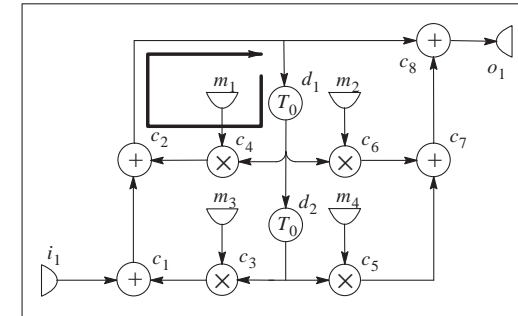 c8
o1
m1 d1 m2
T0
c2 c4 c6 c7
+ × × +
m3 d2 m4
T0
i1 c1 c3 c5
+ × ×